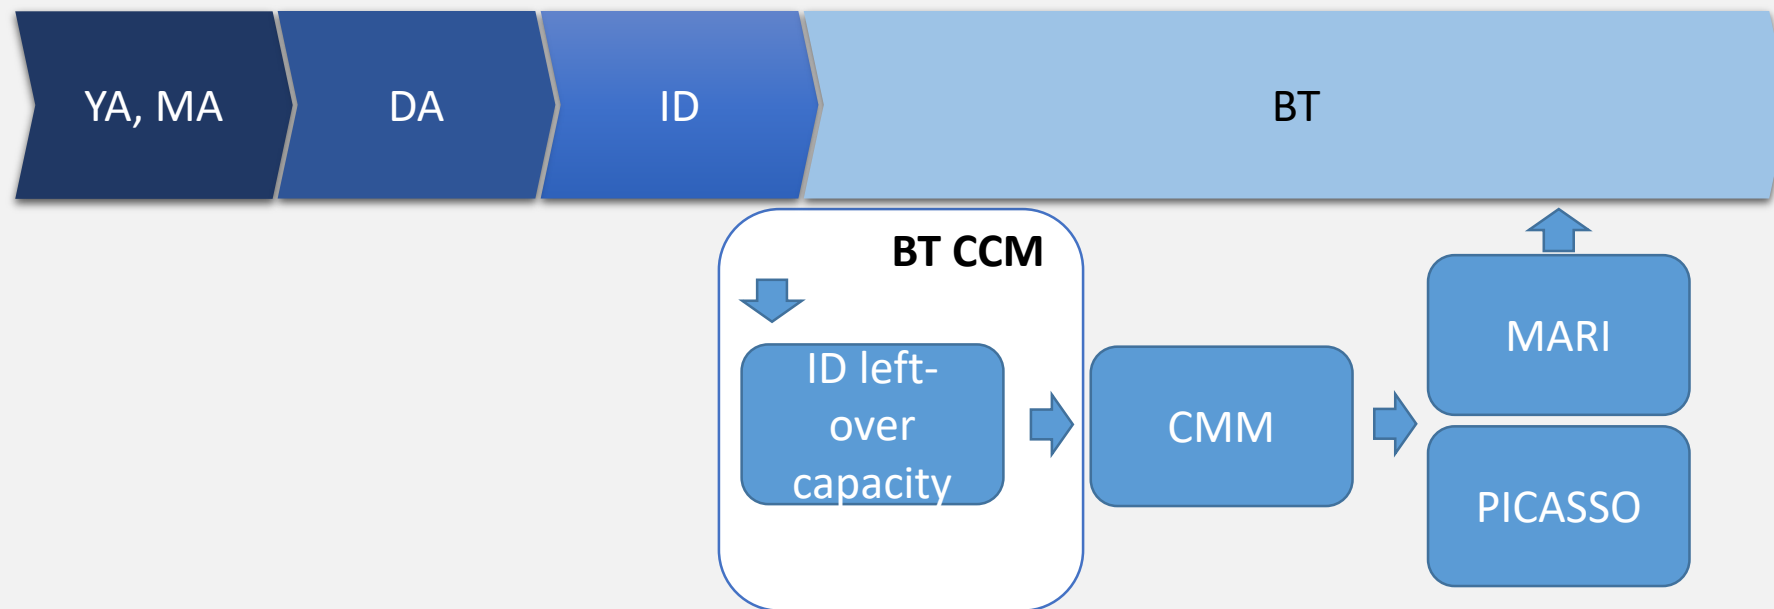 YA, MA
DA
ID
BT
BT CCM
ID left-
over
capacity
CMM
MARI
PICASSO